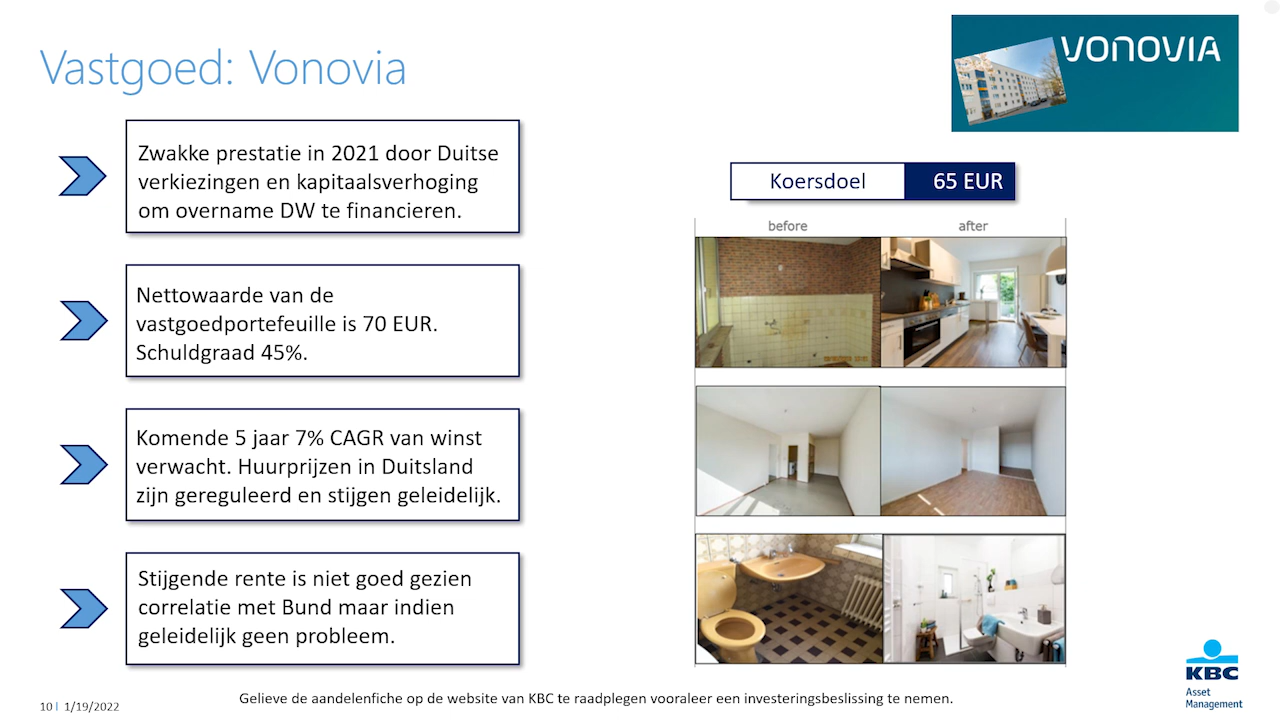 Vastgoed: Vonovia
VONOVIA
Zwakke prestatie in 2021 door Duitse
verkiezingen en kapitaalsverhoging
om overname DW te financieren.
Nettowaarde van de
vastgoedportefeuille is 70 EUR.
Schuldgraad 45%.
Komende 5 jaar 7% CAGR van winst
verwacht. Huurprijzen in Duitsland
zijn gereguleerd en stijgen geleidelijk.
Stijgende rente is niet goed gezien
correlatie met Bund maar indien
geleidelijk geen probleem.
Koersdoel 65 EUR
before after
KBC
Asset
Management
Gelieve de aandelenfiche op de website van KBC te raadplegen vooraleer een investeringsbeslissing te nemen.
10 | 1/19/2022